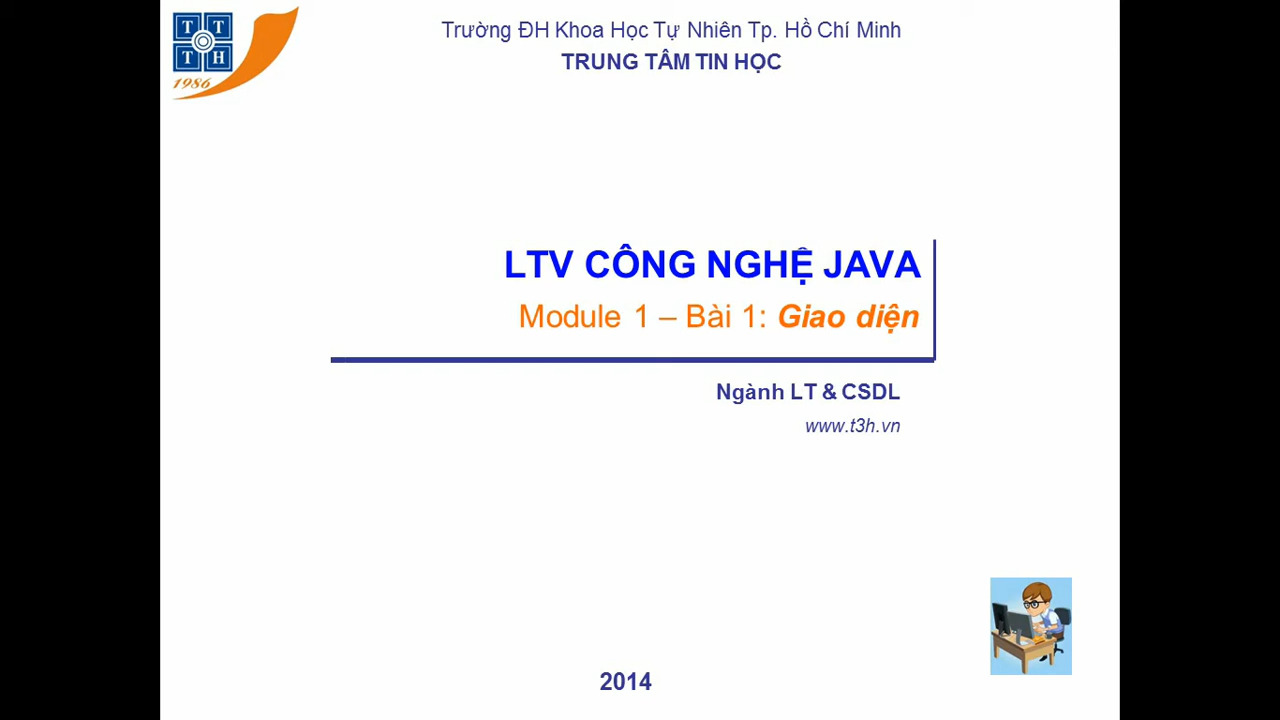 T T
T H
1986
Trường ĐH Khoa Học Tự Nhiên Tp. Hồ Chí Minh
TRUNG TÂM TIN HỌC
LTV CÔNG NGHỆ JAVA
Module 1 – Bài 1: Giao diện
Ngành LT & CSDL
www.t3h.vn
2014